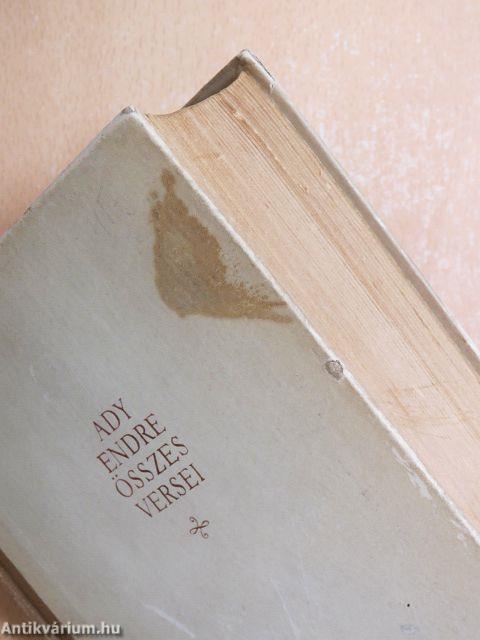 ADY
ENDRE
ÖSSZES
VERSEI
Antikvárium.hu